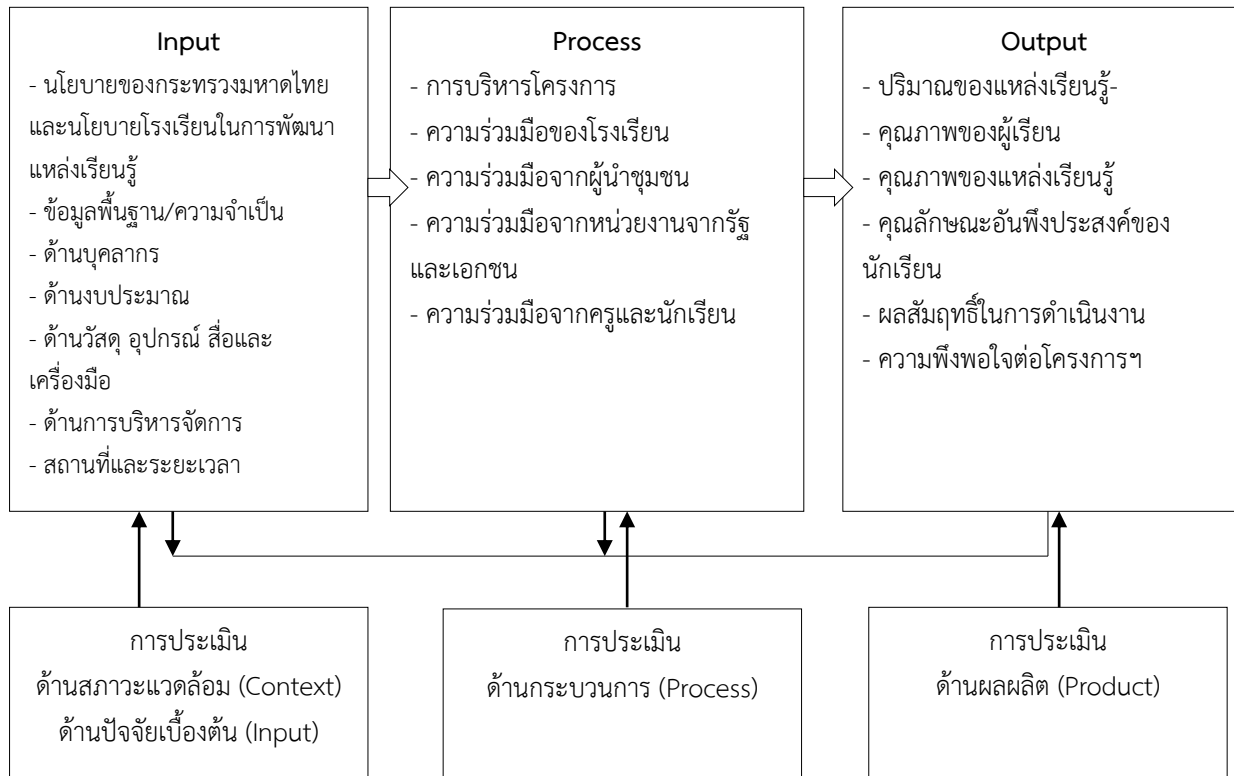 Input
- นโยบายของกระทรวงมหาดไทย
และนโยบายโรงเรียนในการพัฒนา
แหล่งเรียนรู้
- ข้อมูลพื้นฐาน/ความจำเป็น
- ด้านบุคลากร
- ด้านงบประมาณ
- ด้านวัสดุ อุปกรณ์ สื่อและ
เครื่องมือ
- ด้านการบริหารจัดการ
- สถานที่และระยะเวลา
Process
- การบริหารโครงการ
- ความร่วมมือของโรงเรียน
- ความร่วมมือจากผู้นำชุมชน
- ความร่วมมือจากหน่วยงานจากรัฐ
และเอกชน
- ความร่วมมือจากครูและนักเรียน
Output
- ปริมาณของแหล่งเรียนรู้-
- คุณภาพของผู้เรียน
- คุณภาพของแหล่งเรียนรู้
- คุณลักษณะอันพึงประสงค์ของ
นักเรียน
- ผลสัมฤทธิ์ในการดำเนินงาน
- ความพึงพอใจต่อโครงการฯ
การประเมิน
ด้านสภาวะแวดล้อม (Context)
ด้านปัจจัยเบื้องต้น (Input)
การประเมิน
ด้านกระบวนการ (Process)
การประเมิน
ด้านผลผลิต (Product)